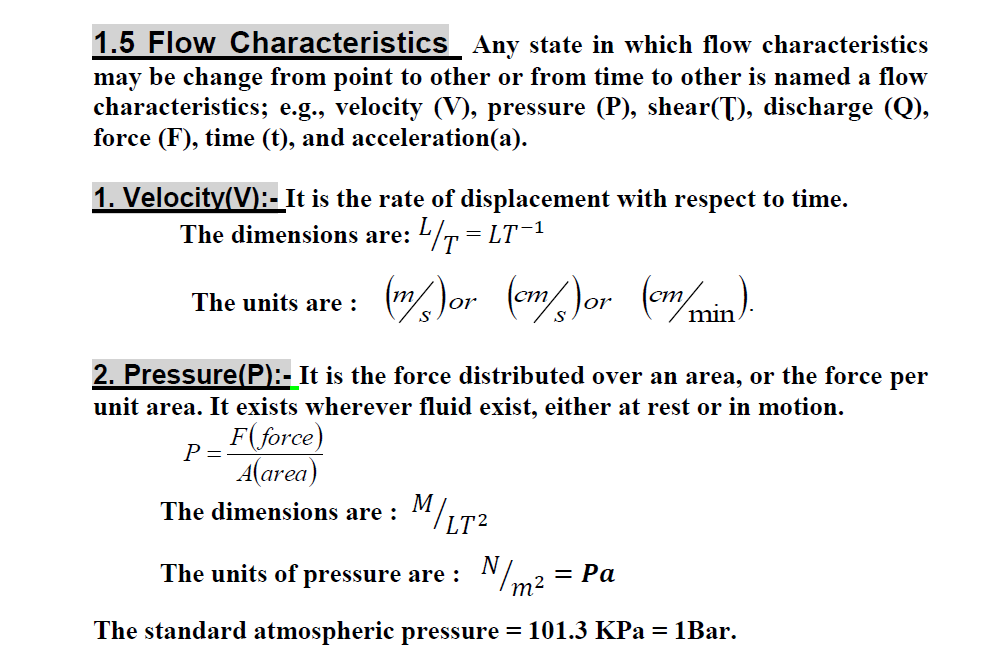 1.5 Flow Characteristics Any state in which flow characteristics
may be change from point to other or from time to other is named a flow
characteristics; e.g., velocity (V), pressure (P), shear(Ʈ), discharge (Q),
force (F), time (t), and acceleration(a).
1. Velocity(V):- It is the rate of displacement with respect to time.
The dimensions are: L/T = LT⁻¹
The units are : (m/s) or (cm/s) or (cm/min).
2. Pressure(P):- It is the force distributed over an area, or the force per
unit area. It exists wherever fluid exist, either at rest or in motion.
P = F(force)/A(area)
The dimensions are : M/LT²
The units of pressure are : N/m² = Pa
The standard atmospheric pressure = 101.3 KPa = 1Bar.